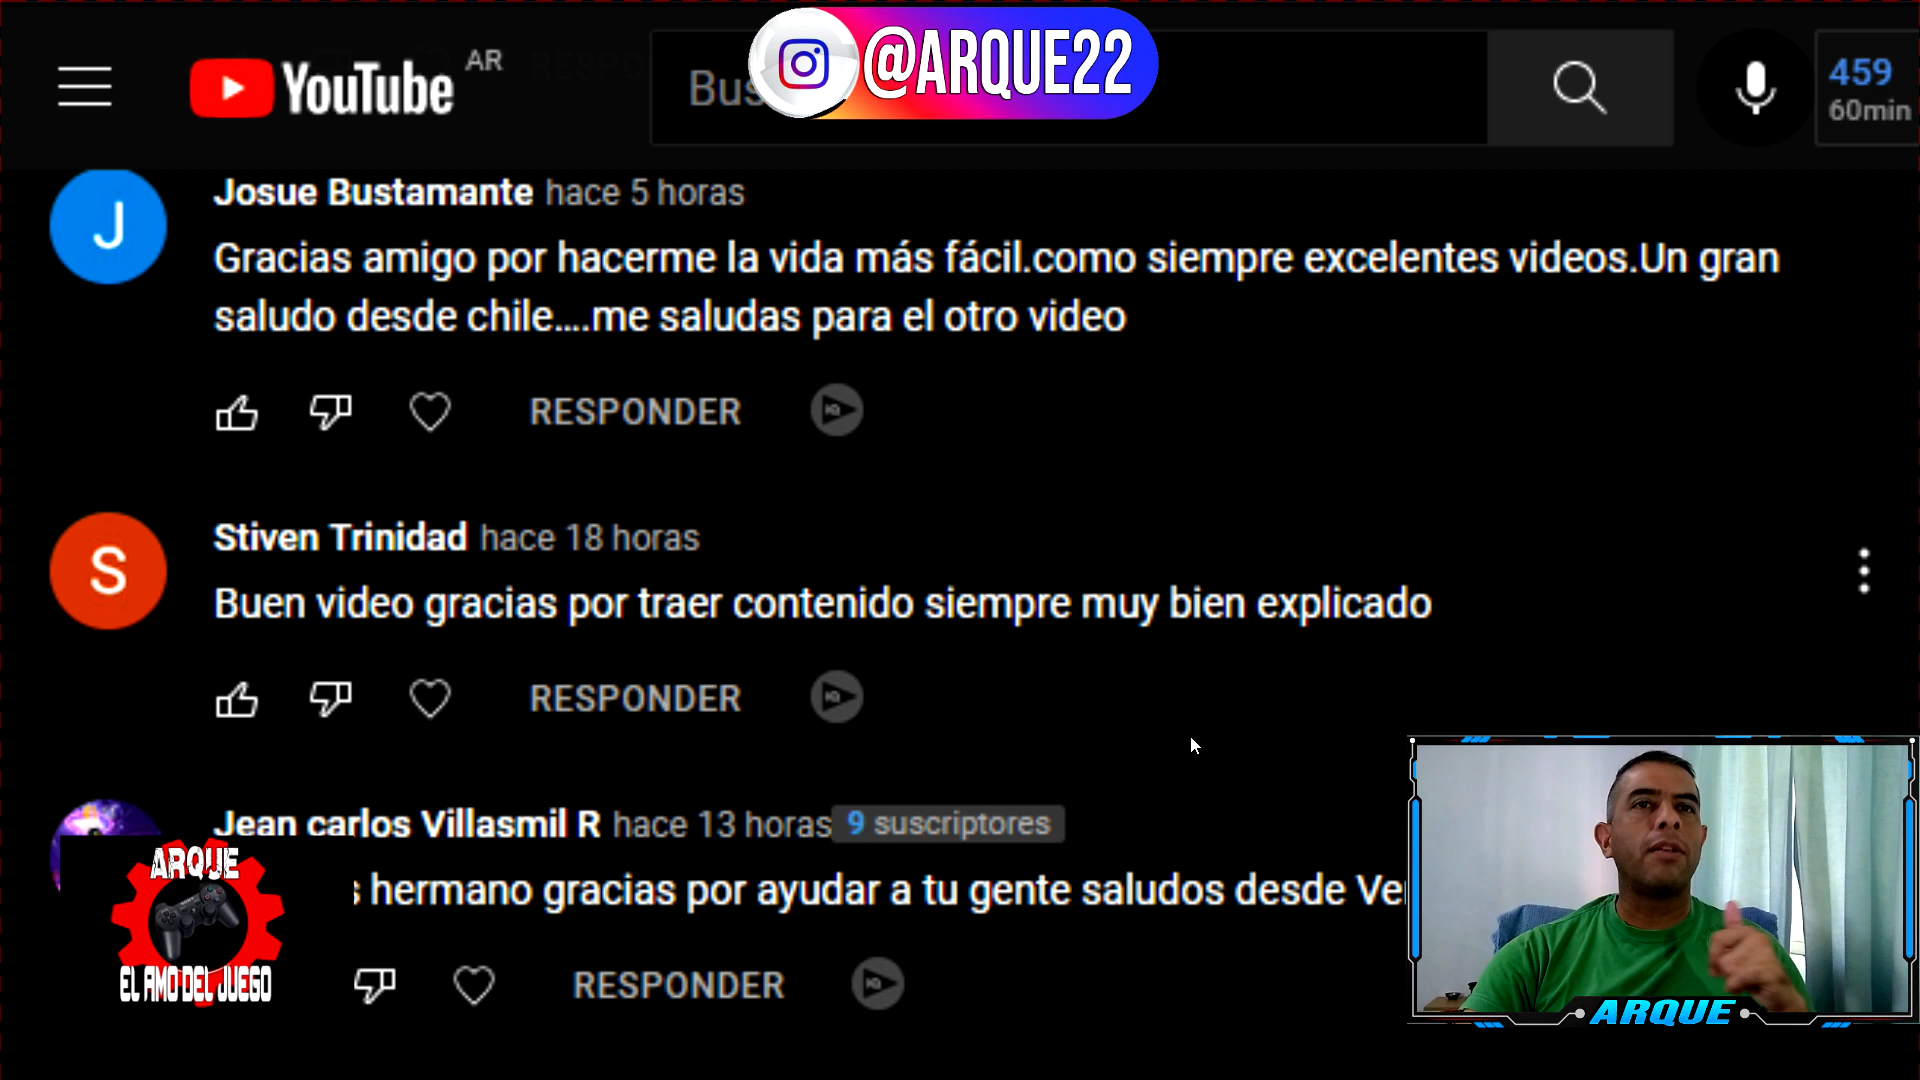 YouTube AR
Bus
@ARQUE22
459
60min
J
Josue Bustamante hace 5 horas
Gracias amigo por hacerme la vida más fácil.como siempre excelentes videos.Un gran
saludo desde chile....me saludas para el otro video
RESPONDER
S
Stiven Trinidad hace 18 horas
Buen video gracias por traer contenido siempre muy bien explicado
RESPONDER
Jean carlos Villasmil R hace 13 horas 9 suscriptores
s hermano gracias por ayudar a tu gente saludos desde Ve
RESPONDER
ARQUE
EL AMO DEL JUEGO
ARQUE